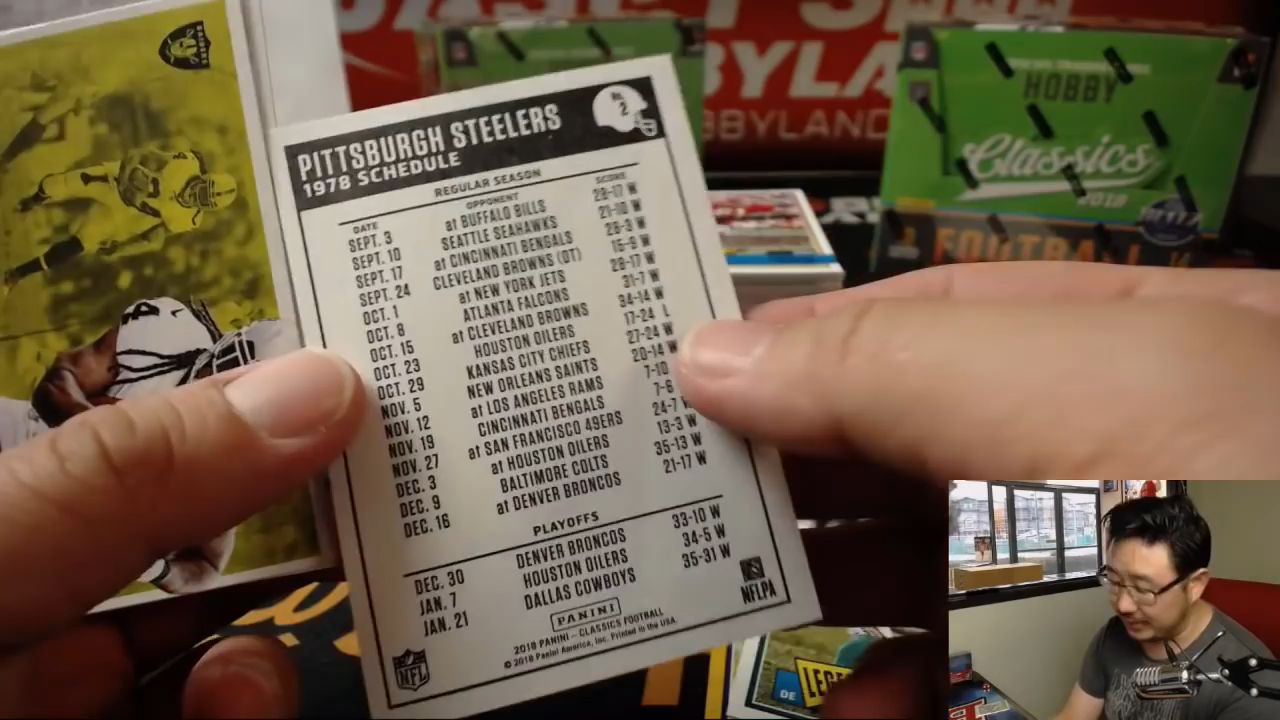 RAIDERS
BYLA
BBYLAND
HOBBY
Classics
2018
FOOTBALL
PITTSBURGH STEELERS
1978 SCHEDULE
No. 2
REGULAR SEASON
DATE OPPONENT SCORE
SEPT. 3 at BUFFALO BILLS 28-17 W
SEPT. 10 SEATTLE SEAHAWKS 21-10 W
SEPT. 17 at CINCINNATI BENGALS 28-3 W
SEPT. 24 CLEVELAND BROWNS (OT) 15-9 W
OCT. 1 at NEW YORK JETS 28-17 W
OCT. 8 ATLANTA FALCONS 31-7 W
OCT. 15 at CLEVELAND BROWNS 34-14 W
OCT. 23 HOUSTON OILERS 17-24 L
OCT. 29 KANSAS CITY CHIEFS 27-24 W
NOV. 5 NEW ORLEANS SAINTS 20-14 W
NOV. 12 at LOS ANGELES RAMS 7-10
NOV. 19 CINCINNATI BENGALS 7-6
NOV. 27 at SAN FRANCISCO 49ERS 24-7 W
DEC. 3 at HOUSTON OILERS 13-3 W
DEC. 9 BALTIMORE COLTS 35-13 W
DEC. 16 at DENVER BRONCOS 21-17 W
PLAYOFFS
DEC. 30 DENVER BRONCOS 33-10 W
JAN. 7 HOUSTON OILERS 34-5 W
JAN. 21 DALLAS COWBOYS 35-31 W
PANINI
2018 PANINI – CLASSICS FOOTBALL
© 2018 Panini America, Inc. Printed in the USA.
NFL
NFLPA
DE LEGE